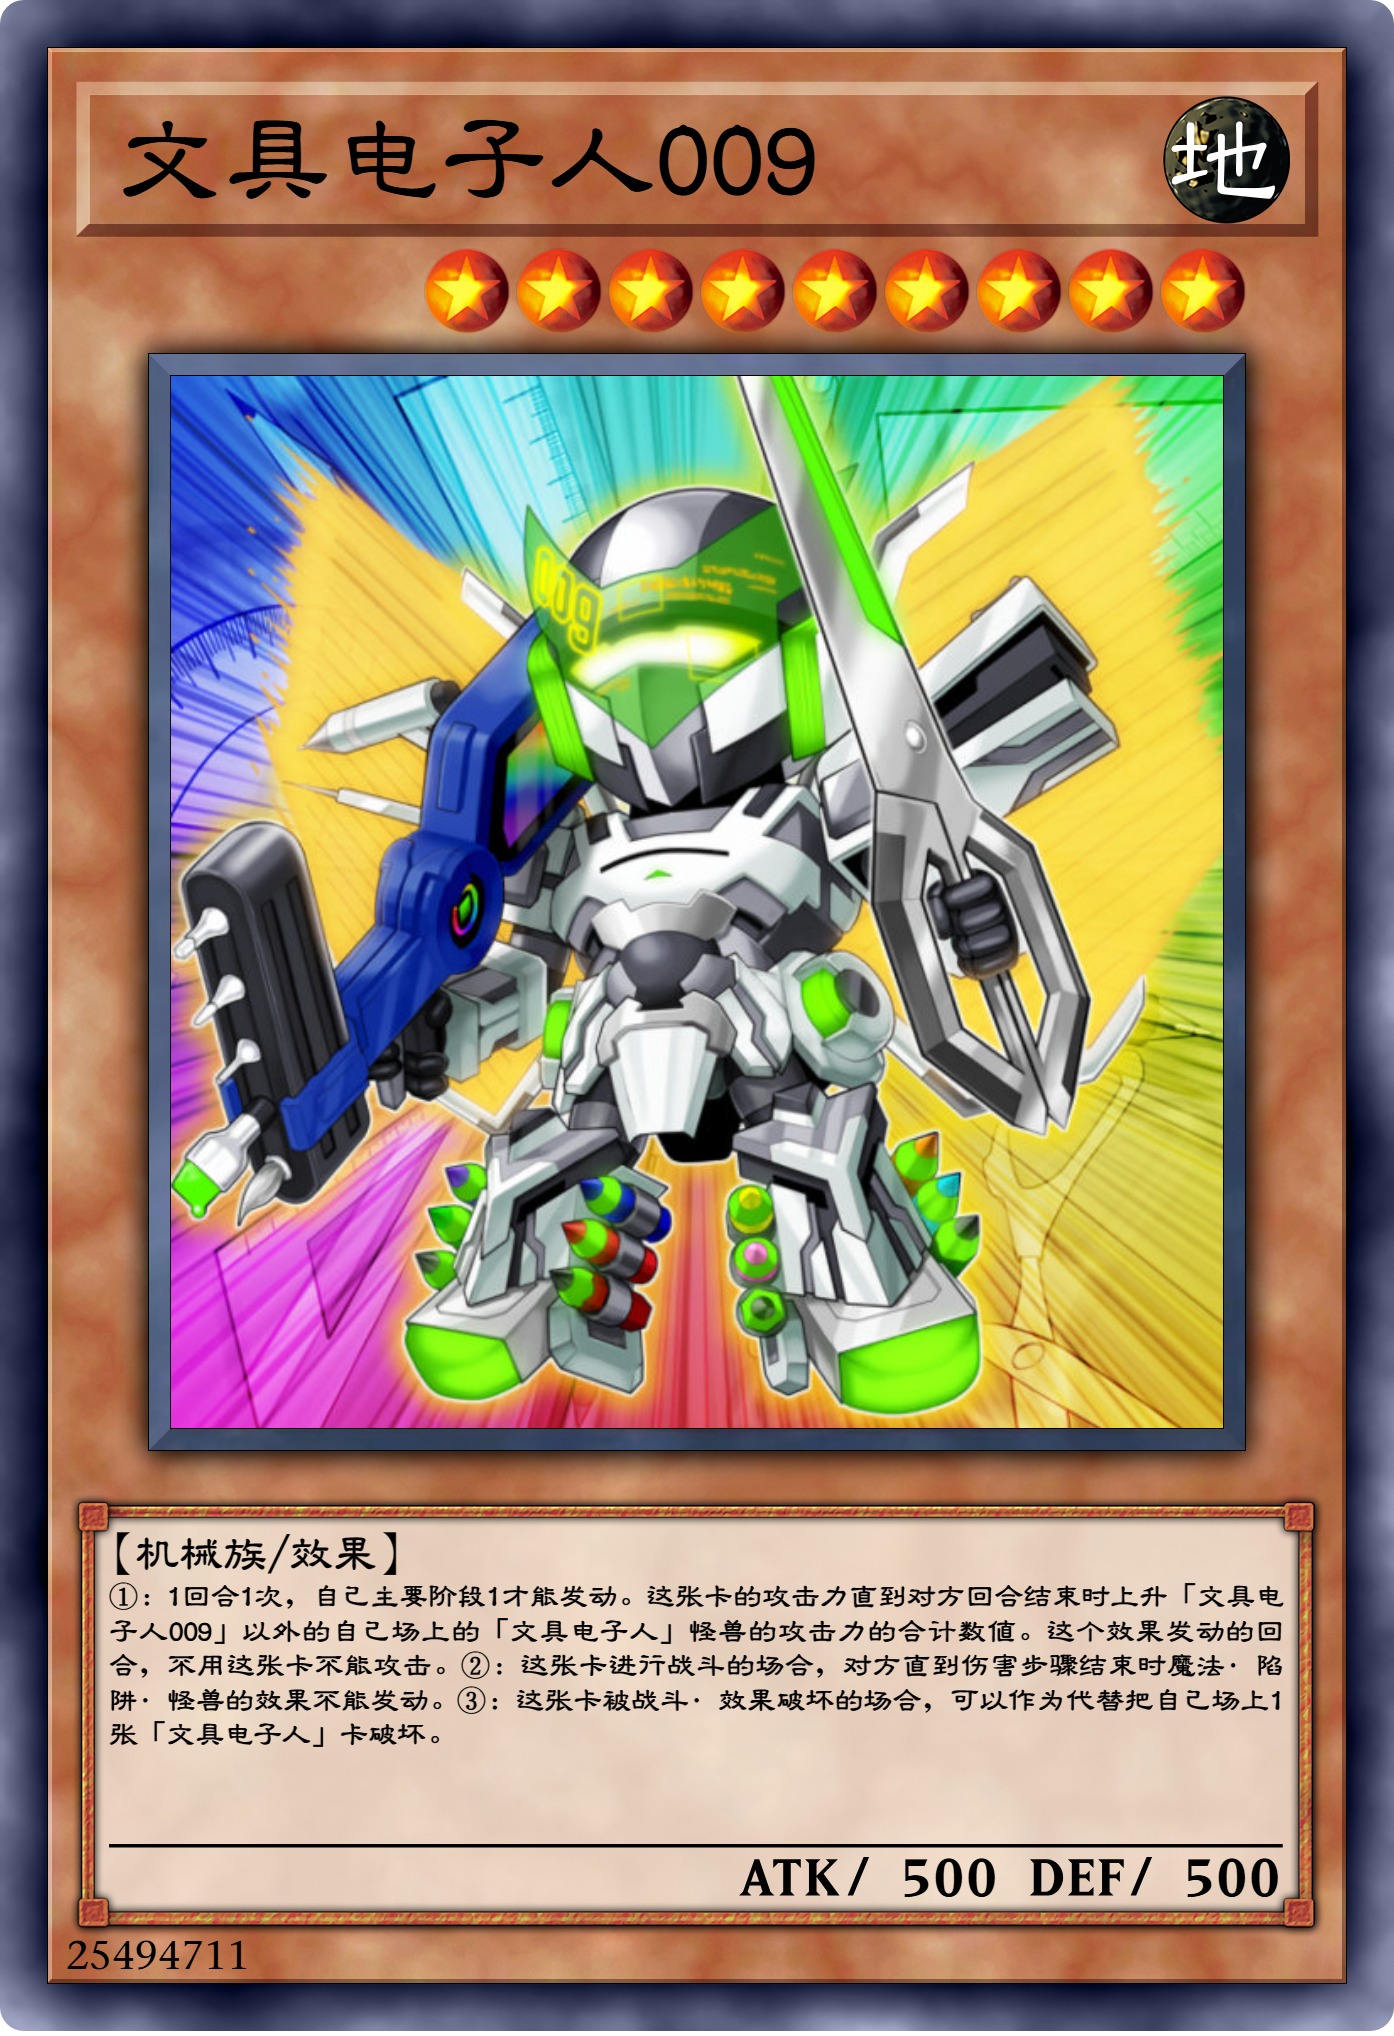 文具电子人009
地
009
【机械族/效果】
①：1回合1次，自己主要阶段1才能发动。这张卡的攻击力直到对方回合结束时上升「文具电
子人009」以外的自己场上的「文具电子人」怪兽的攻击力的合计数值。这个效果发动的回
合，不用这张卡不能攻击。②：这张卡进行战斗的场合，对方直到伤害步骤结束时魔法·陷
阱·怪兽的效果不能发动。③：这张卡被战斗·效果破坏的场合，可以作为代替把自己场上1
张「文具电子人」卡破坏。
ATK/ 500 DEF/ 500
25494711